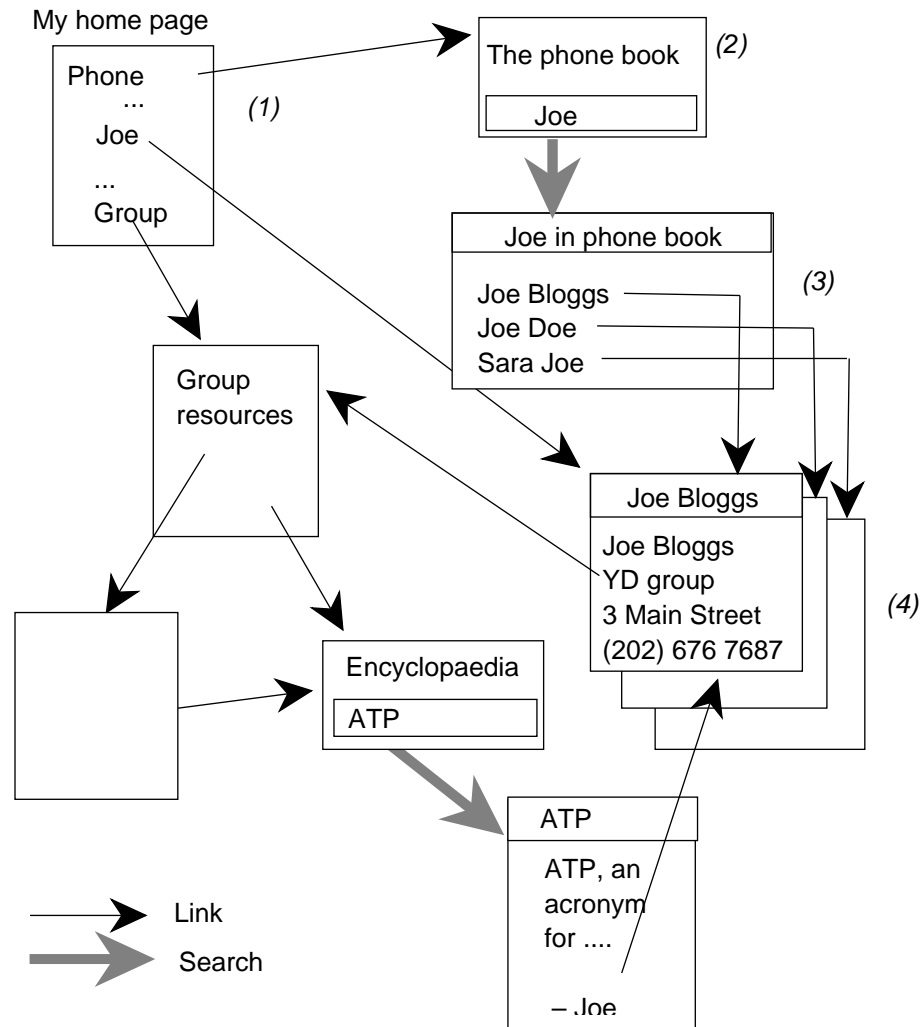 My home page
Phone
...
Joe
...
Group
(1)
The phone book
Joe
(2)
Joe in phone book
Joe Bloggs
Joe Doe
Sara Joe
(3)
Group
resources
Joe Bloggs
Joe Bloggs
YD group
3 Main Street
(202) 676 7687
(4)
Encyclopaedia
ATP
ATP
ATP, an
acronym
for ....
– Joe
Link
Search